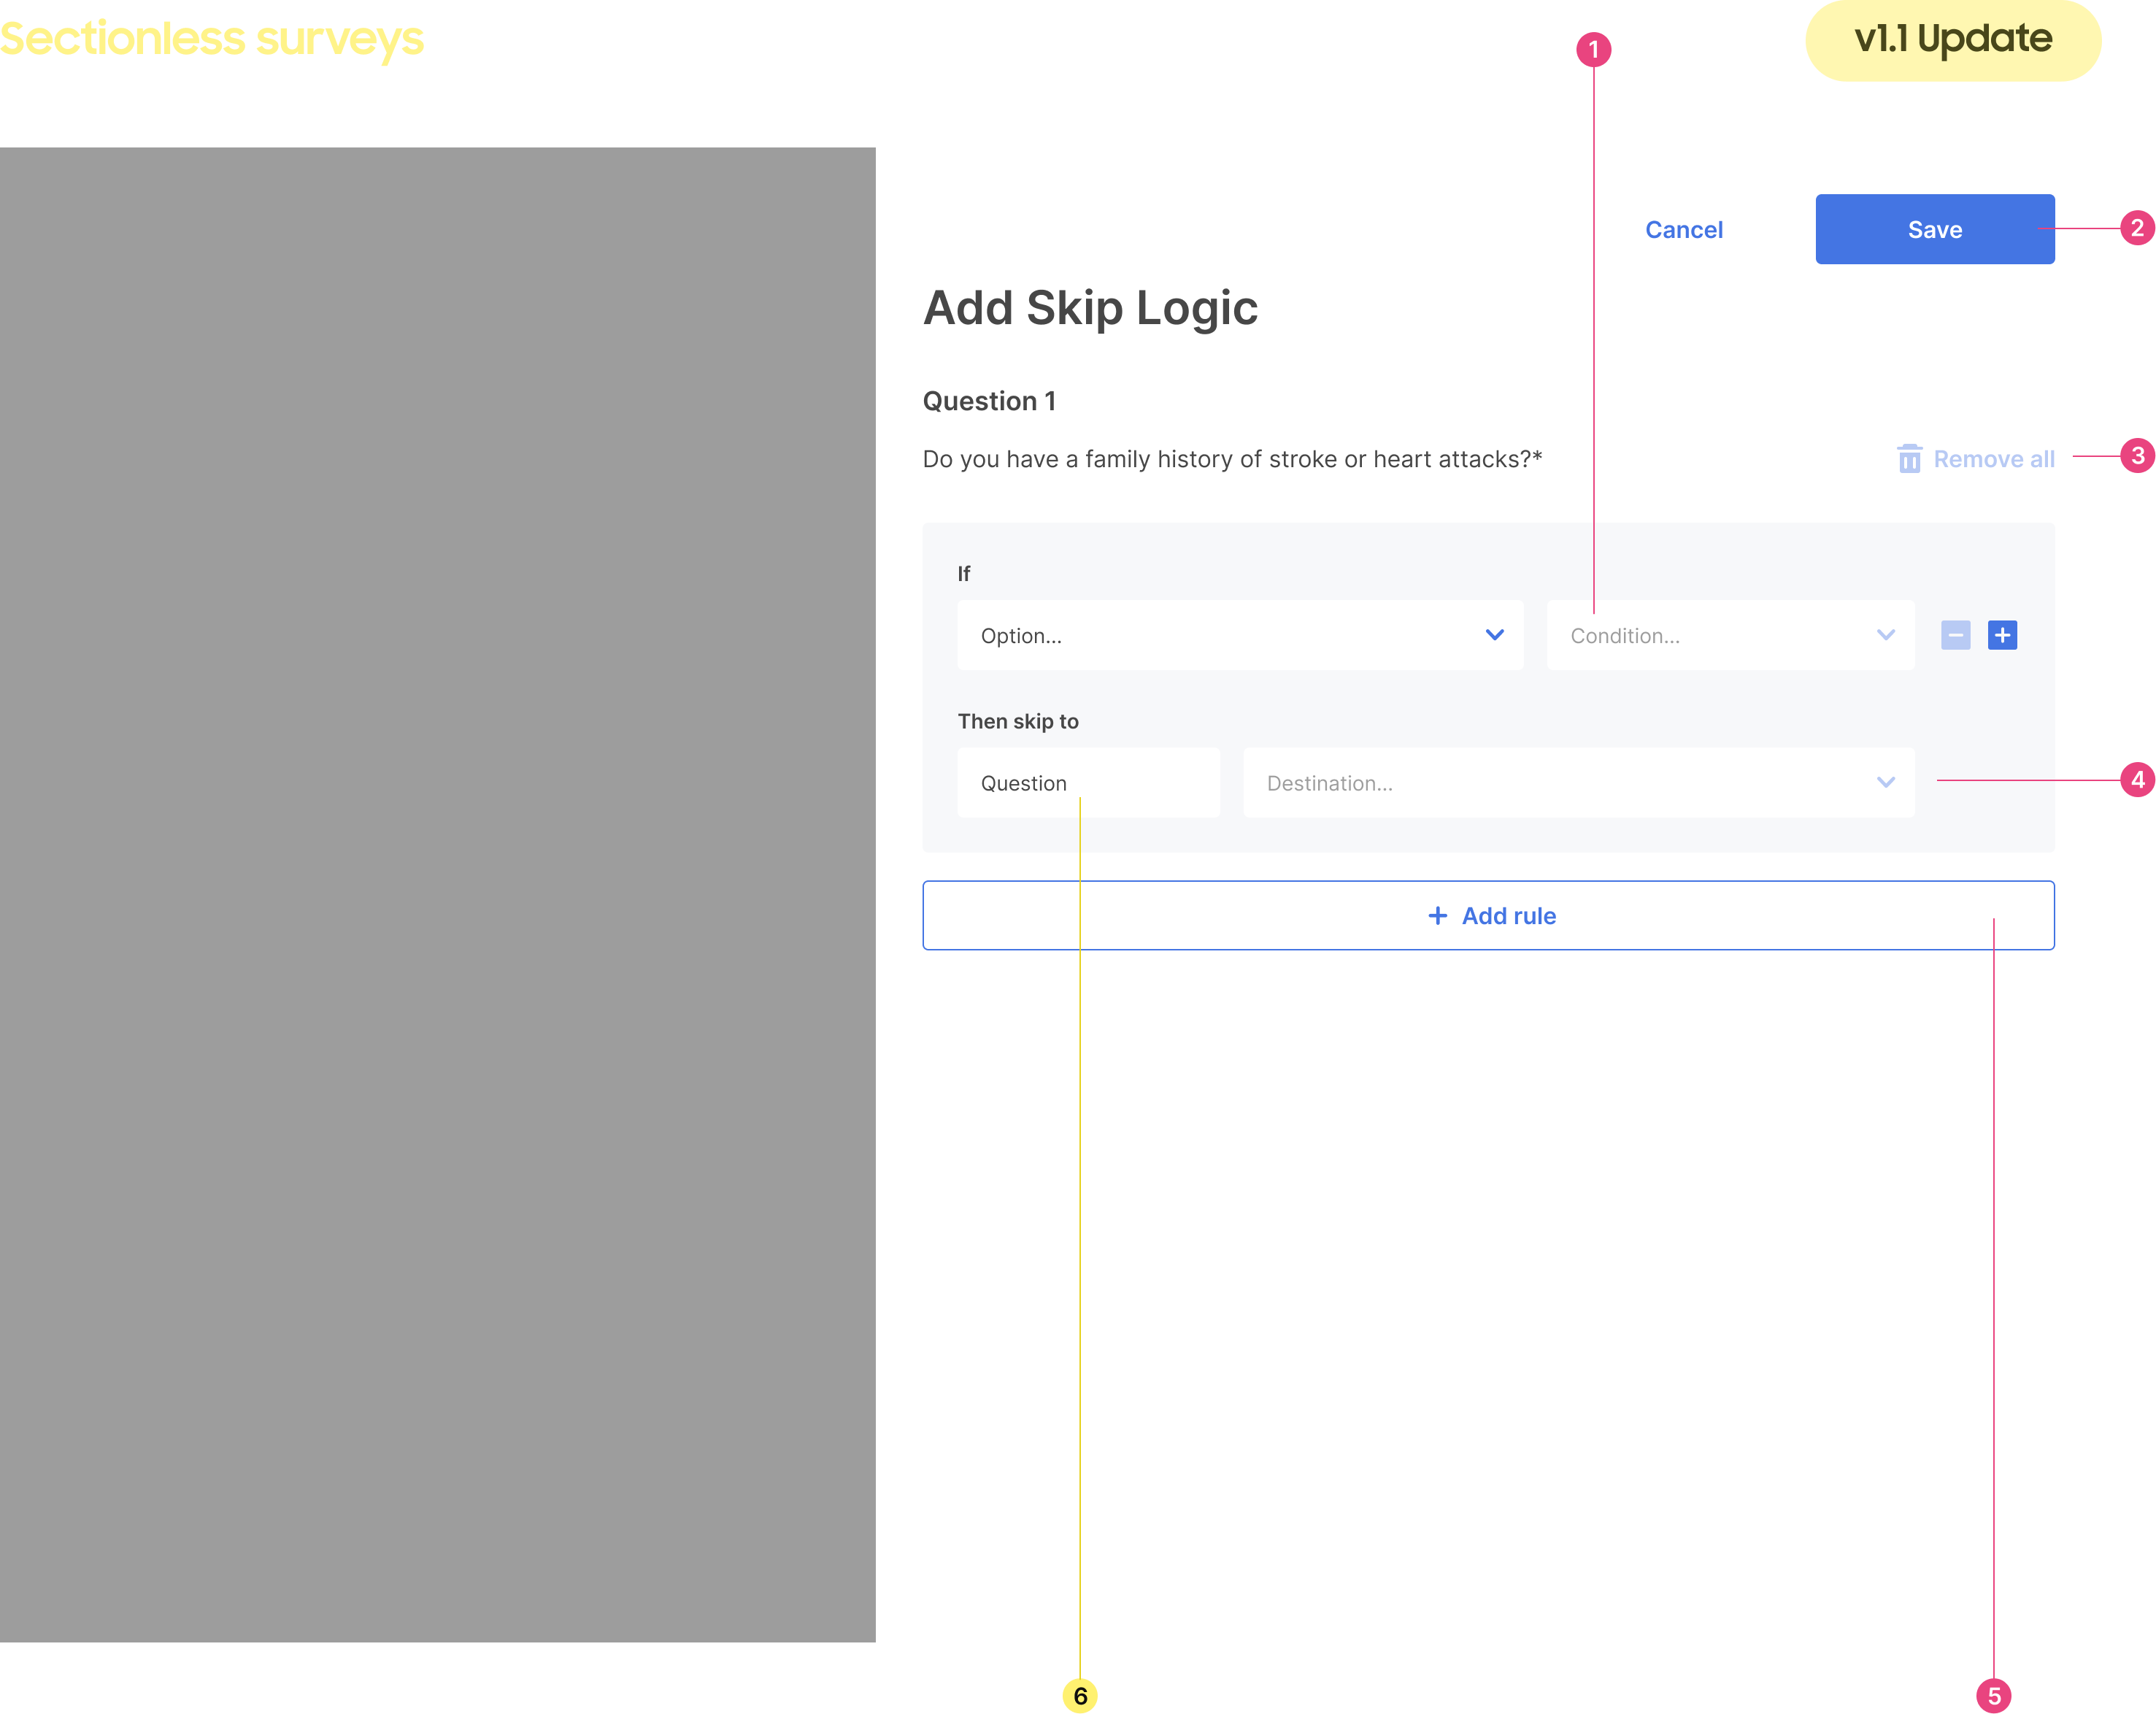 Sectionless surveys
1
v1.1 Update
Cancel
Save
2
Add Skip Logic
Question 1
Do you have a family history of stroke or heart attacks?*
Remove all
3
If
Option...
Condition...
Then skip to
Question
Destination...
4
+ Add rule
6
5